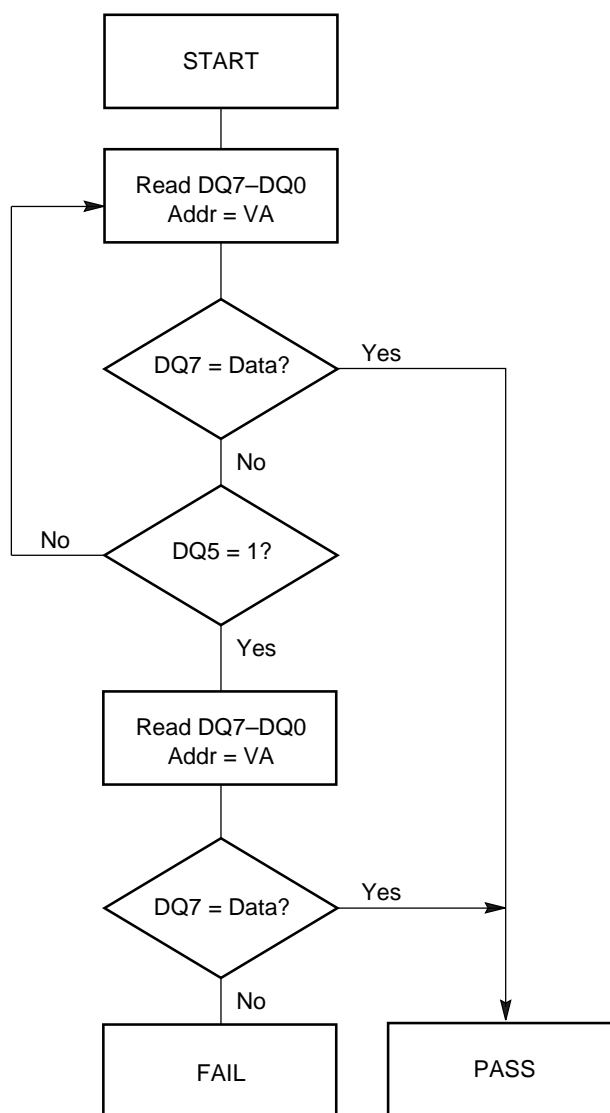 START
Read DQ7–DQ0
Addr = VA
DQ7 = Data?
Yes
No
No
DQ5 = 1?
Yes
Read DQ7–DQ0
Addr = VA
DQ7 = Data?
Yes
No
FAIL
PASS